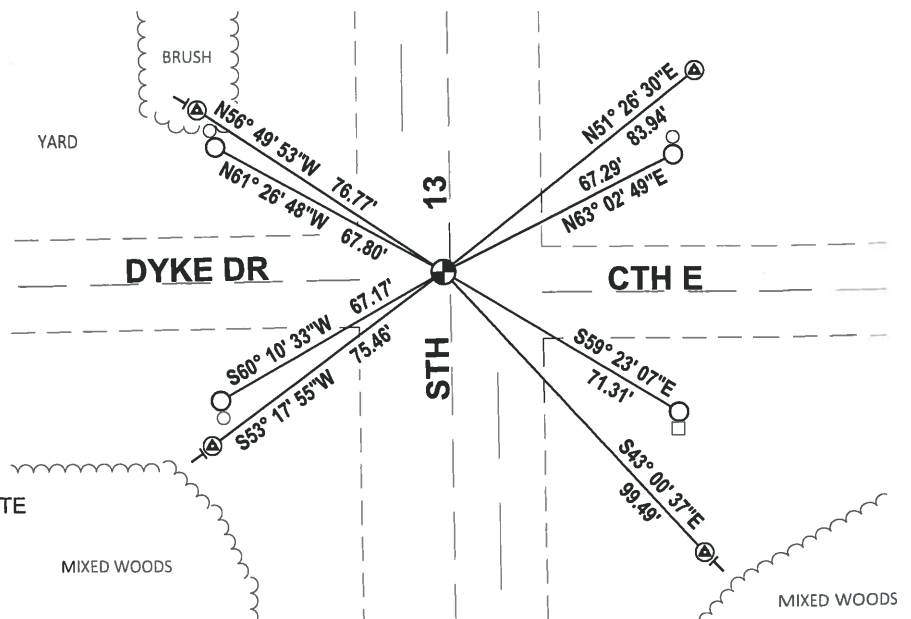 BRUSH
YARD
N56° 49' 53"W 76.77'
N61° 26' 48"W 67.80'
N51° 26' 30"E
83.94'
67.29'
N63° 02' 49"E
13
DYKE DR
CTH E
S60° 10' 33"W 67.17'
S53° 17' 55"W 75.46'
STH
S59° 23' 07"E
71.31'
S43° 00' 37"E
99.49'
TE
MIXED WOODS
MIXED WOODS